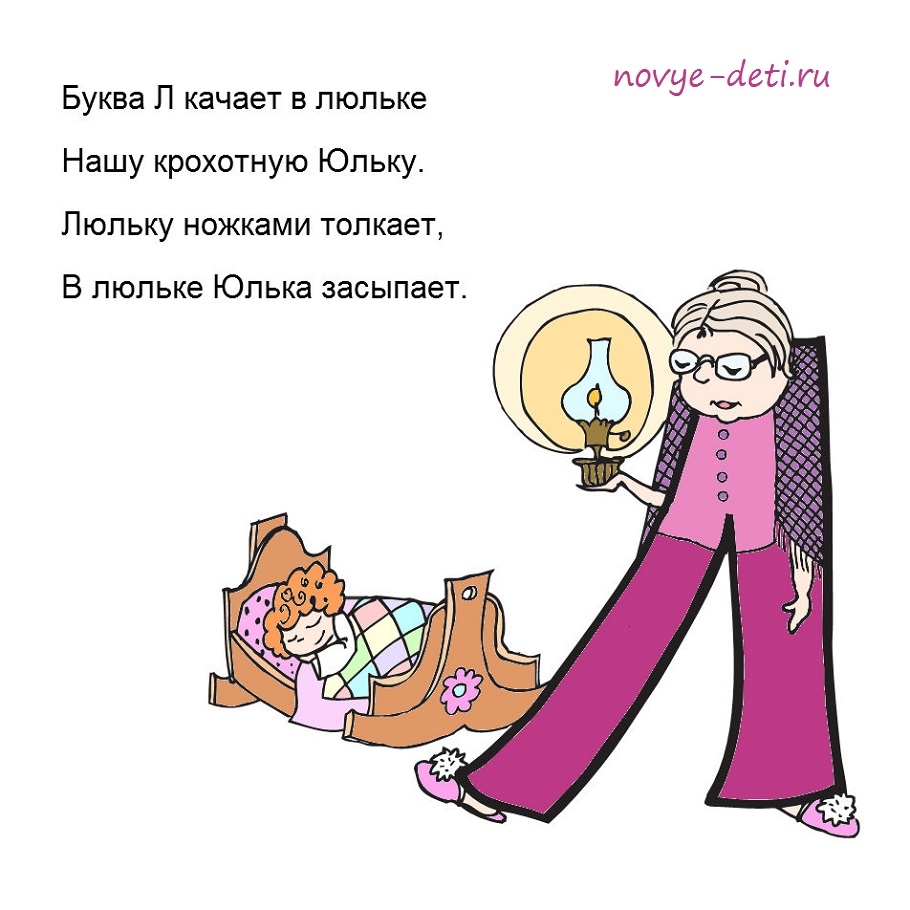 novye-deti.ru
Буква Л качает в люльке
Нашу крохотную Юльку.
Люльку ножками толкает,
В люльке Юлька засыпает.